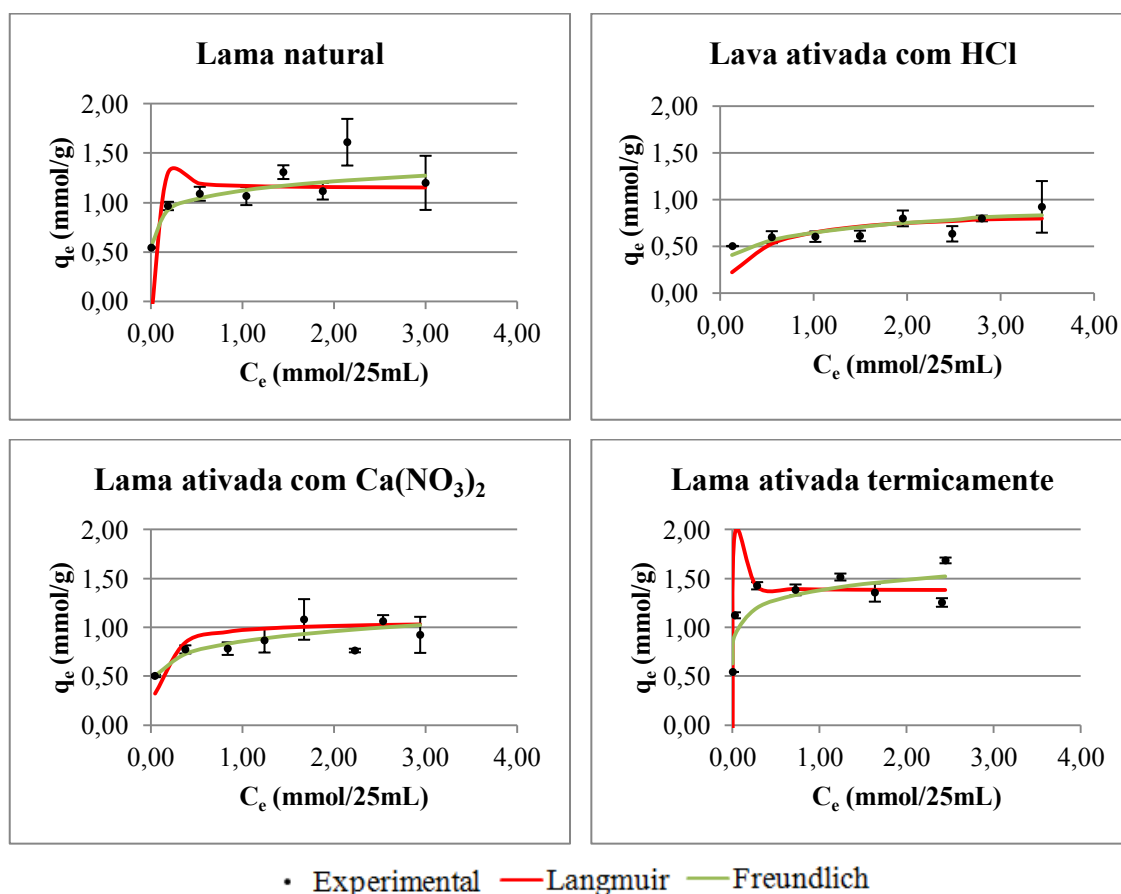 Lama natural
2,00
1,50
1,00
0,50
0,00
qe (mmol/g)
0,00 1,00 2,00 3,00 4,00
Ce (mmol/25mL)
Lava ativada com HCl
2,00
1,50
1,00
0,50
0,00
qe (mmol/g)
0,00 1,00 2,00 3,00 4,00
Ce (mmol/25mL)
Lama ativada com Ca(NO3)2
2,00
1,50
1,00
0,50
0,00
qe (mmol/g)
0,00 1,00 2,00 3,00 4,00
Ce (mmol/25mL)
Lama ativada termicamente
2,00
1,50
1,00
0,50
0,00
qe (mmol/g)
0,00 1,00 2,00 3,00 4,00
Ce (mmol/25mL)
Experimental Langmuir Freundlich